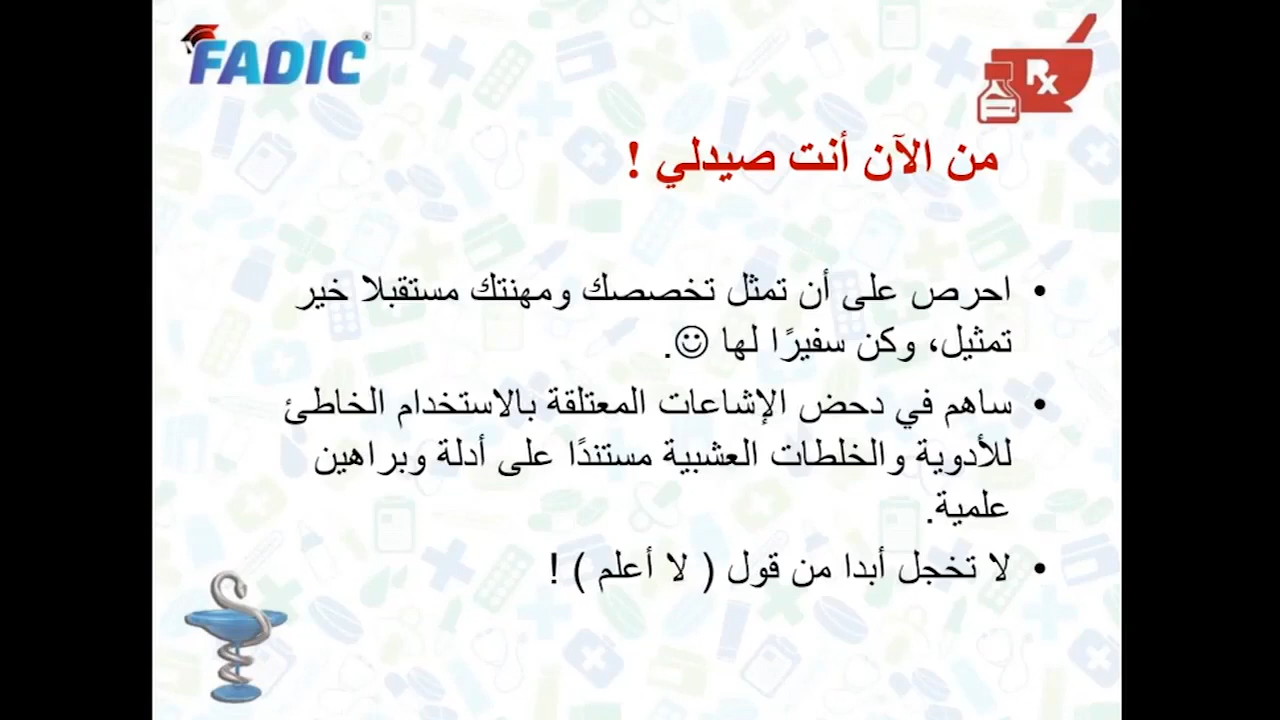 FADIC®
Rx
من الآن أنت صيدلي !
• احرص على أن تمثل تخصصك ومهنتك مستقبلا خير
تمثيل، وكن سفيرًا لها ☺.
• ساهم في دحض الإشاعات المعتلقة بالاستخدام الخاطئ
للأدوية والخلطات العشبية مستندًا على أدلة وبراهين
علمية.
• لا تخجل أبدا من قول ( لا أعلم ) !